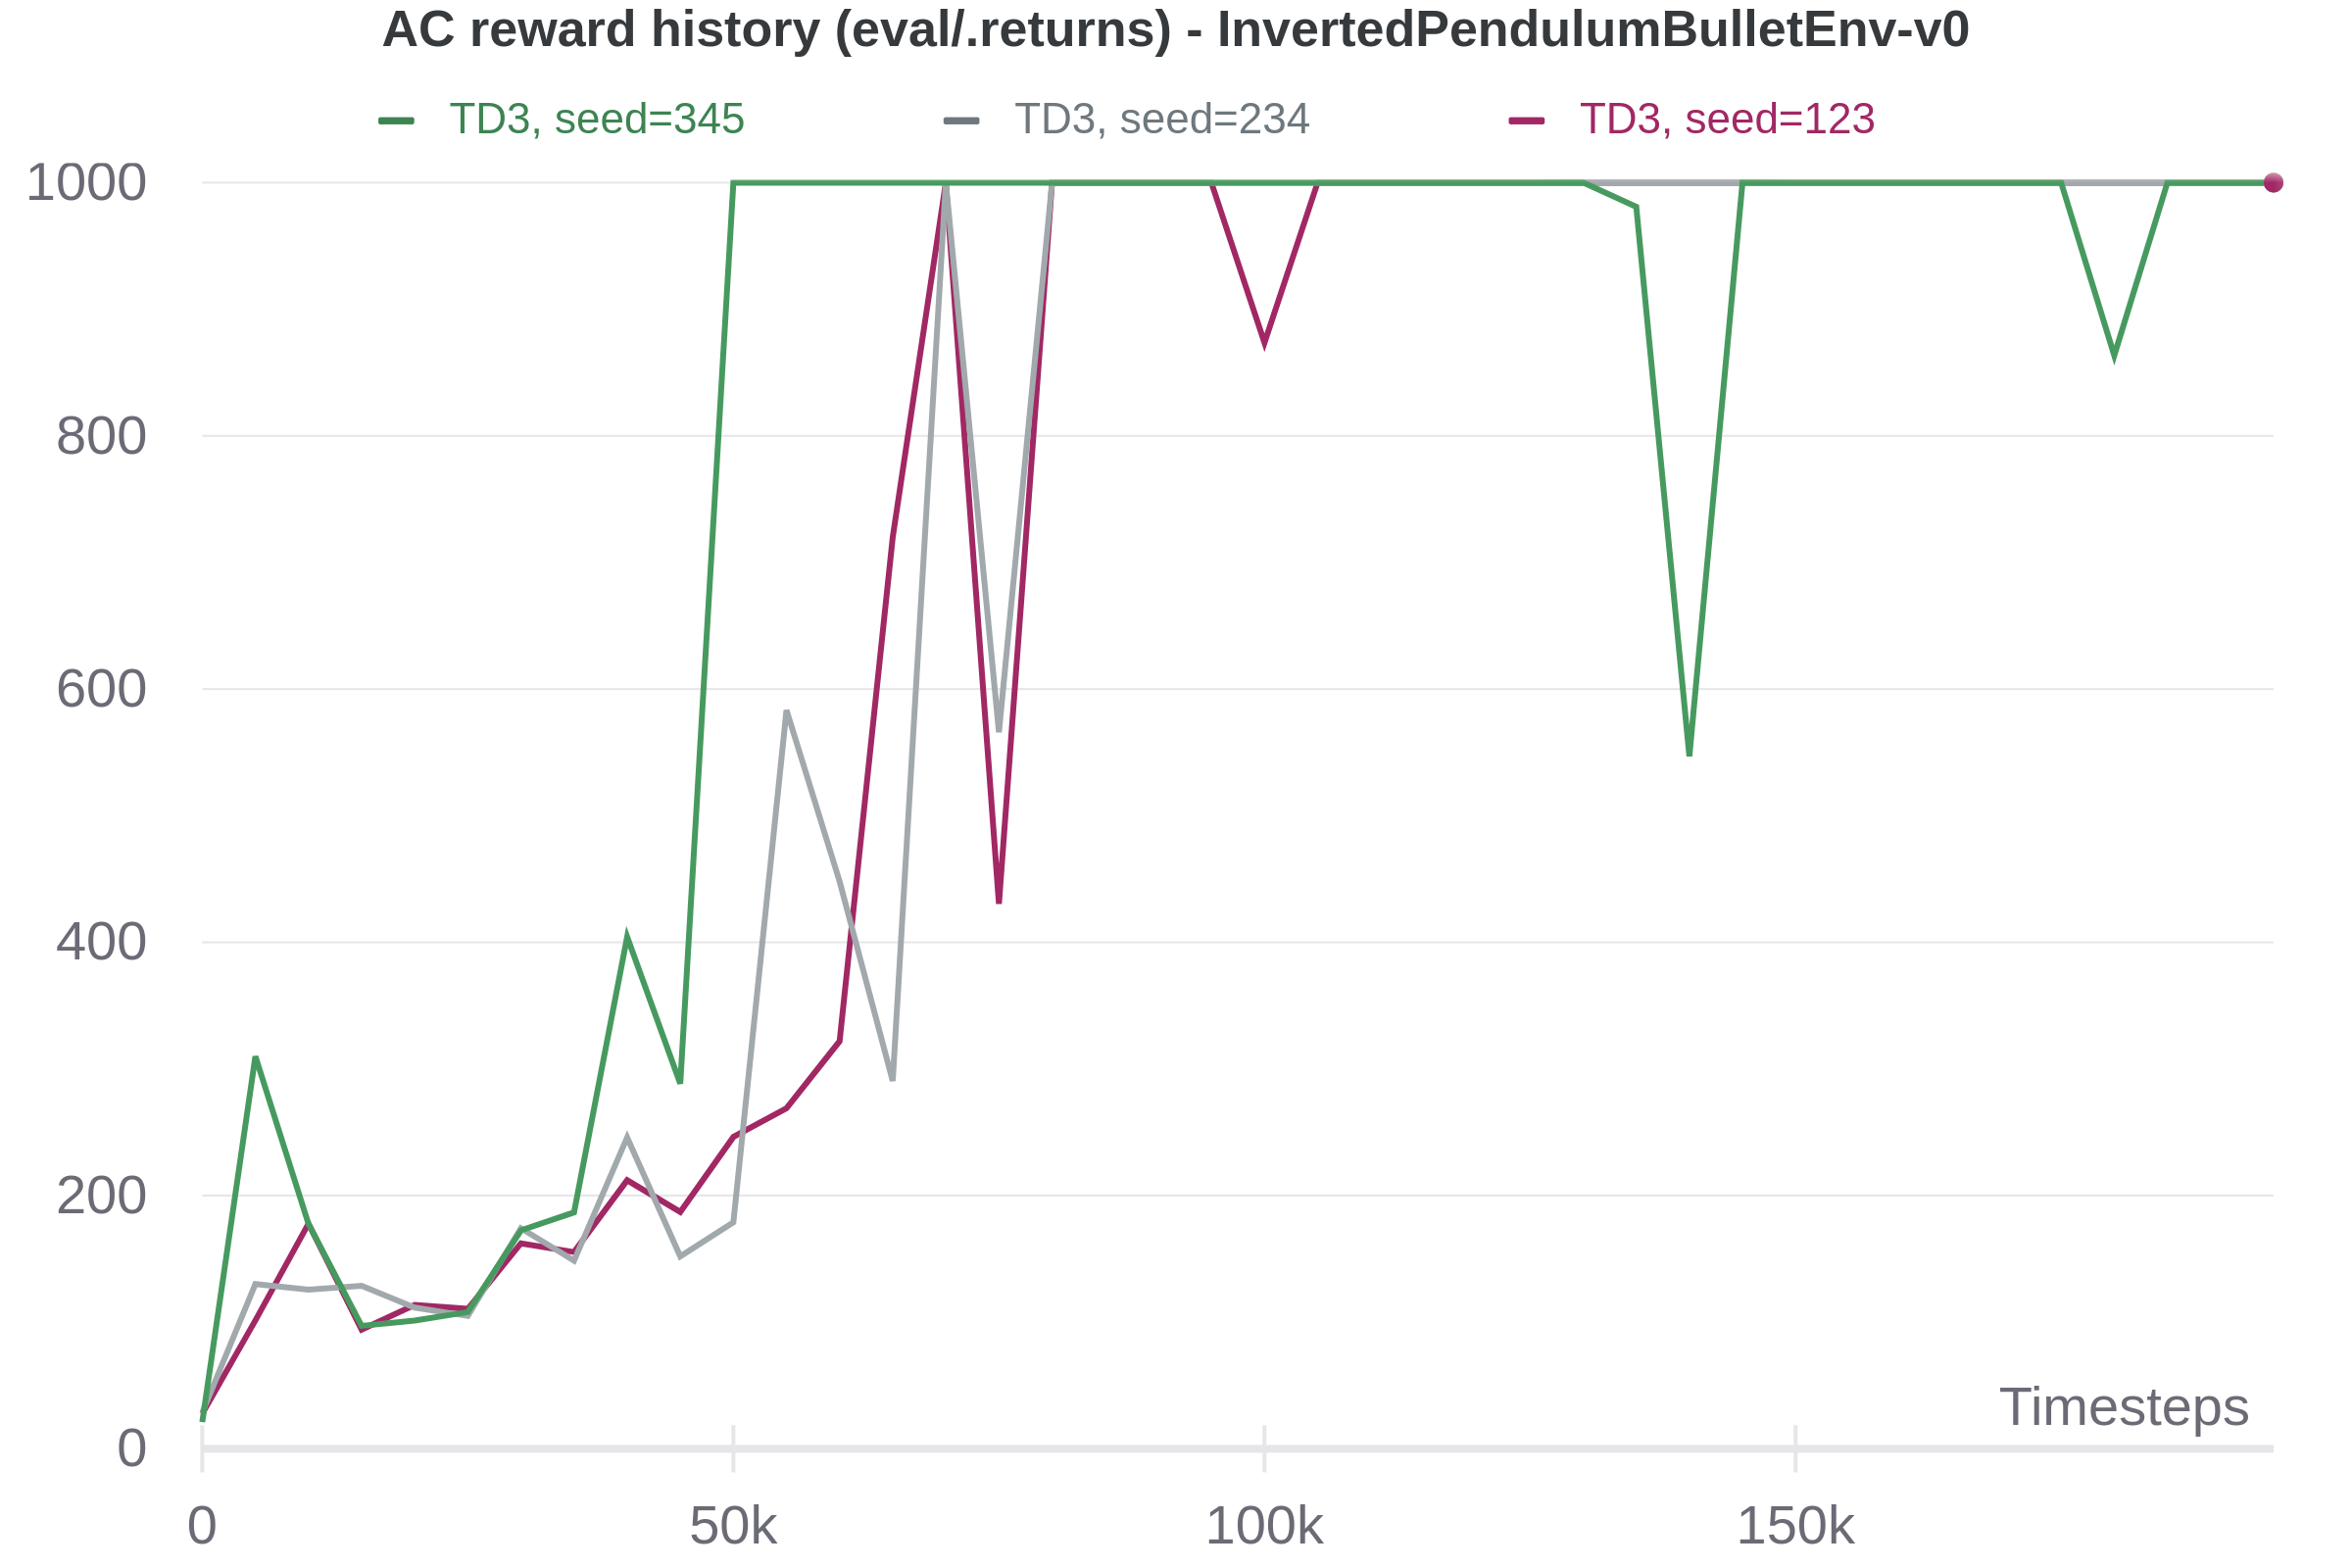 AC reward history (eval/.returns) - InvertedPendulumBulletEnv-v0
TD3, seed=345 TD3, seed=234 TD3, seed=123
1000
800
600
400
200
0
Timesteps
0 50k 100k 150k